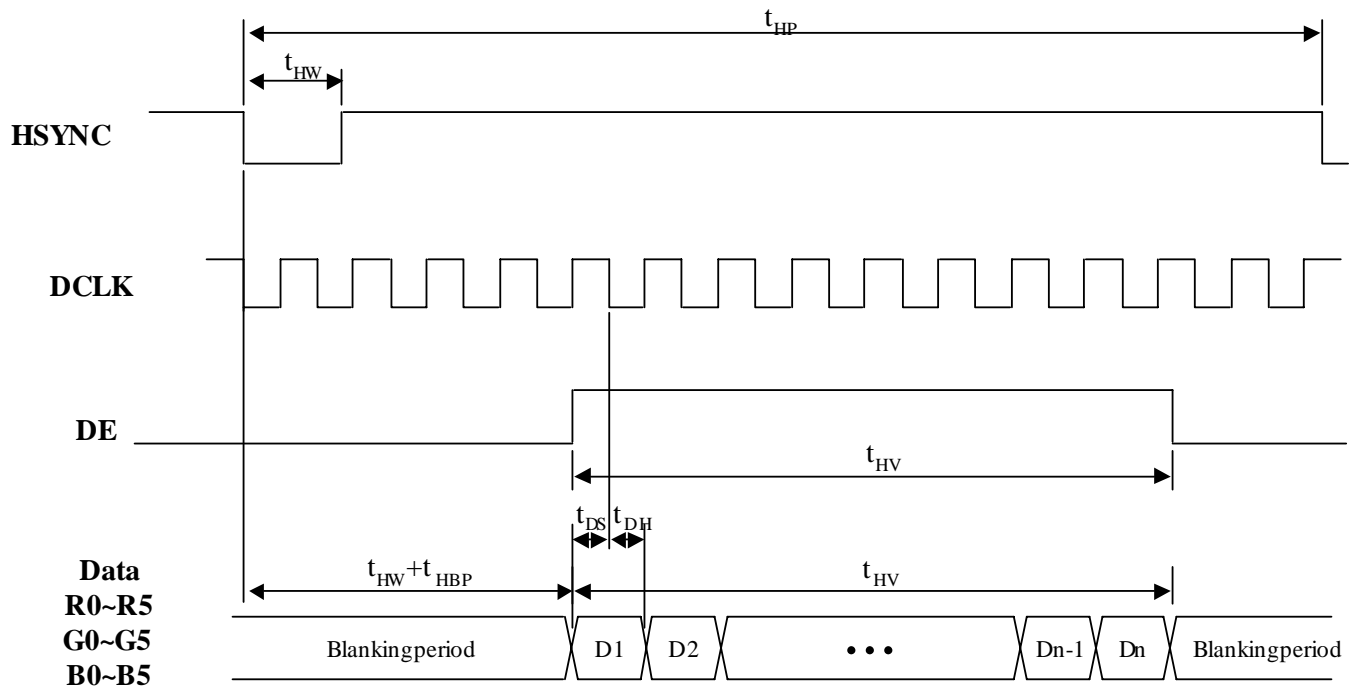 tHP
tHW
HSYNC
DCLK
DE
tHV
tDS tDH
Data
R0~R5
G0~G5
B0~B5
tHW+tHBP
tHV
Blankingperiod D1 D2 ••• Dn-1 Dn Blankingperiod